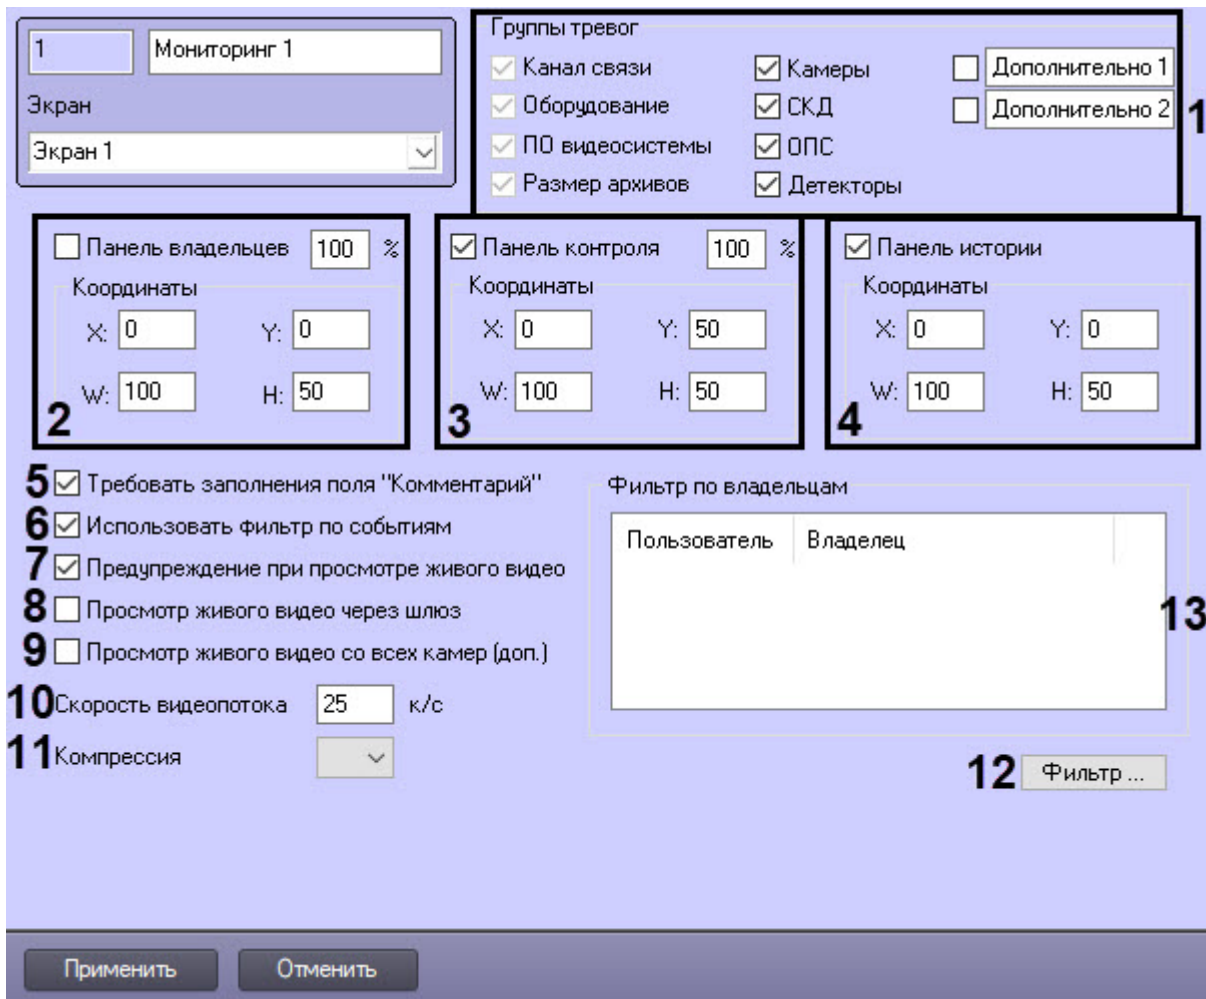 1 Мониторинг 1
Экран
Экран 1
Группы тревог
Канал связи Камеры Дополнительно 1
Оборудование СКД Дополнительно 2 1
ПО видеосистемы ОПС
Размер архивов Детекторы
Панель владельцев 100 %
Координаты
X: 0 Y: 0
W: 100 H: 50
2
Панель контроля 100 %
Координаты
X: 0 Y: 50
W: 100 H: 50
3
Панель истории
Координаты
X: 0 Y: 0
W: 100 H: 50
4
5 Требовать заполнения поля "Комментарий"
6 Использовать фильтр по событиям
7 Предупреждение при просмотре живого видео
8 Просмотр живого видео через шлюз
9 Просмотр живого видео со всех камер (доп.)
10 Скорость видеопотока 25 к/с
11 Компрессия
Фильтр по владельцам
Пользователь Владелец
13
12 Фильтр ...
Применить Отменить